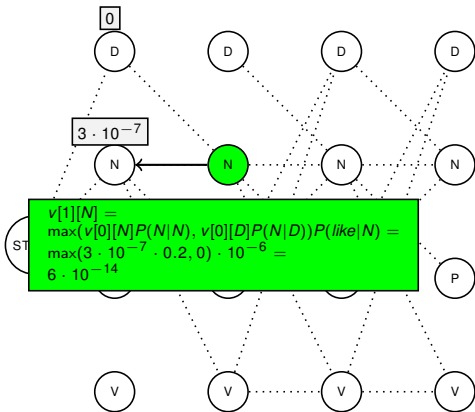 0
D D D D
3 · 10⁻⁷
N N N N
v[1][N] =
max(v[0][N]P(N|N), v[0][D]P(N|D))P(like|N) =
max(3 · 10⁻⁷ · 0.2, 0) · 10⁻⁶ =
6 · 10⁻¹⁴
ST
P
V V V V